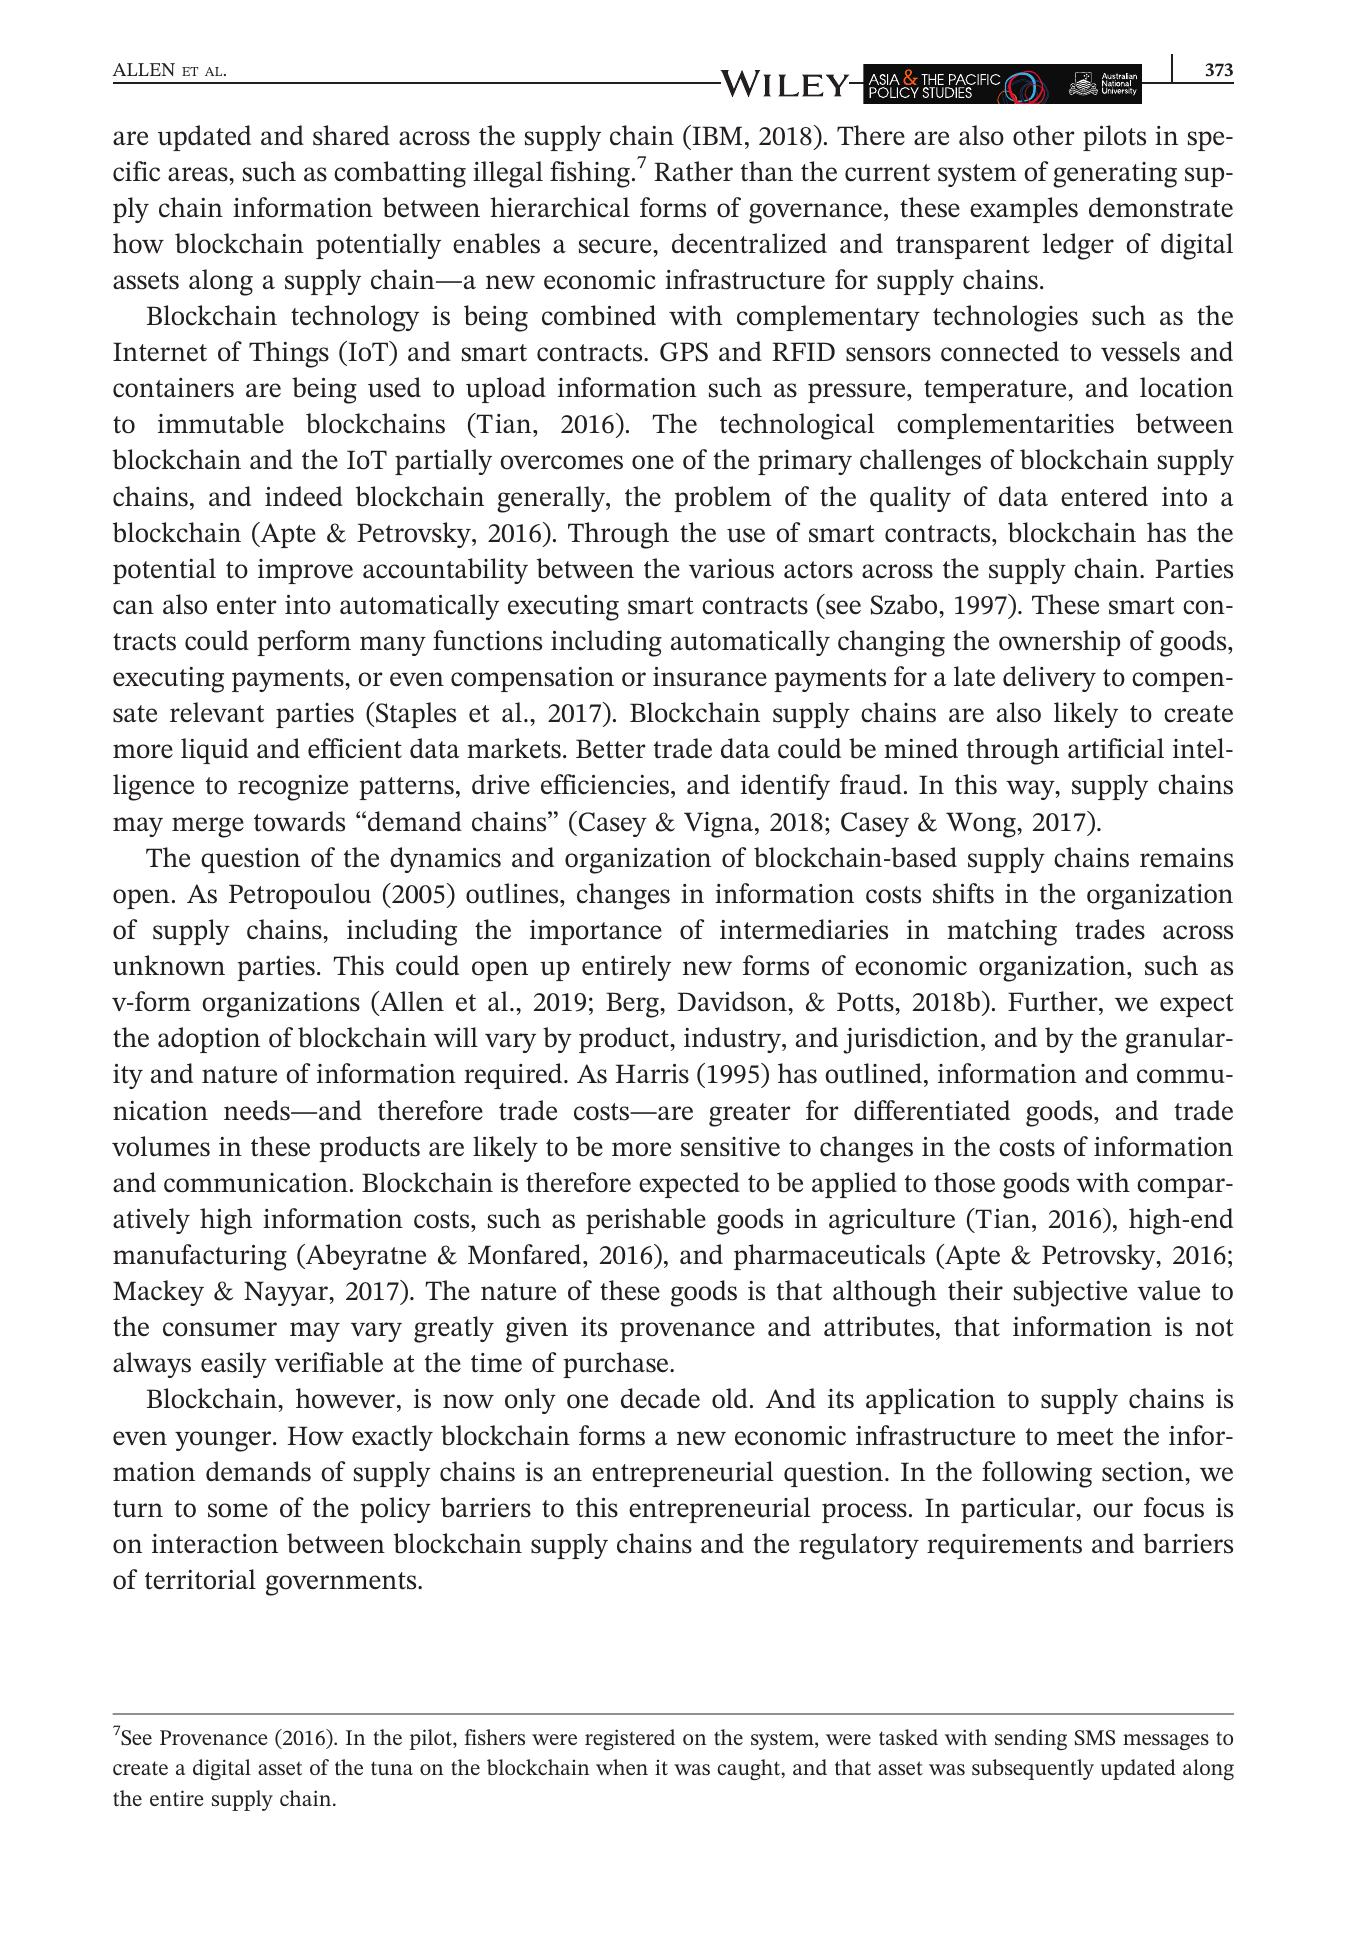 ALLEN ET AL.
WILEY
ASIA & THE PACIFIC
POLICY STUDIES
Australian
National
University
373
are updated and shared across the supply chain (IBM, 2018). There are also other pilots in spe-
cific areas, such as combatting illegal fishing.7 Rather than the current system of generating sup-
ply chain information between hierarchical forms of governance, these examples demonstrate
how blockchain potentially enables a secure, decentralized and transparent ledger of digital
assets along a supply chain—a new economic infrastructure for supply chains.
Blockchain technology is being combined with complementary technologies such as the
Internet of Things (IoT) and smart contracts. GPS and RFID sensors connected to vessels and
containers are being used to upload information such as pressure, temperature, and location
to immutable blockchains (Tian, 2016). The technological complementarities between
blockchain and the IoT partially overcomes one of the primary challenges of blockchain supply
chains, and indeed blockchain generally, the problem of the quality of data entered into a
blockchain (Apte & Petrovsky, 2016). Through the use of smart contracts, blockchain has the
potential to improve accountability between the various actors across the supply chain. Parties
can also enter into automatically executing smart contracts (see Szabo, 1997). These smart con-
tracts could perform many functions including automatically changing the ownership of goods,
executing payments, or even compensation or insurance payments for a late delivery to compen-
sate relevant parties (Staples et al., 2017). Blockchain supply chains are also likely to create
more liquid and efficient data markets. Better trade data could be mined through artificial intel-
ligence to recognize patterns, drive efficiencies, and identify fraud. In this way, supply chains
may merge towards “demand chains” (Casey & Vigna, 2018; Casey & Wong, 2017).
The question of the dynamics and organization of blockchain-based supply chains remains
open. As Petropoulou (2005) outlines, changes in information costs shifts in the organization
of supply chains, including the importance of intermediaries in matching trades across
unknown parties. This could open up entirely new forms of economic organization, such as
v-form organizations (Allen et al., 2019; Berg, Davidson, & Potts, 2018b). Further, we expect
the adoption of blockchain will vary by product, industry, and jurisdiction, and by the granular-
ity and nature of information required. As Harris (1995) has outlined, information and commu-
nication needs—and therefore trade costs—are greater for differentiated goods, and trade
volumes in these products are likely to be more sensitive to changes in the costs of information
and communication. Blockchain is therefore expected to be applied to those goods with compar-
atively high information costs, such as perishable goods in agriculture (Tian, 2016), high-end
manufacturing (Abeyratne & Monfared, 2016), and pharmaceuticals (Apte & Petrovsky, 2016;
Mackey & Nayyar, 2017). The nature of these goods is that although their subjective value to
the consumer may vary greatly given its provenance and attributes, that information is not
always easily verifiable at the time of purchase.
Blockchain, however, is now only one decade old. And its application to supply chains is
even younger. How exactly blockchain forms a new economic infrastructure to meet the infor-
mation demands of supply chains is an entrepreneurial question. In the following section, we
turn to some of the policy barriers to this entrepreneurial process. In particular, our focus is
on interaction between blockchain supply chains and the regulatory requirements and barriers
of territorial governments.
7See Provenance (2016). In the pilot, fishers were registered on the system, were tasked with sending SMS messages to
create a digital asset of the tuna on the blockchain when it was caught, and that asset was subsequently updated along
the entire supply chain.